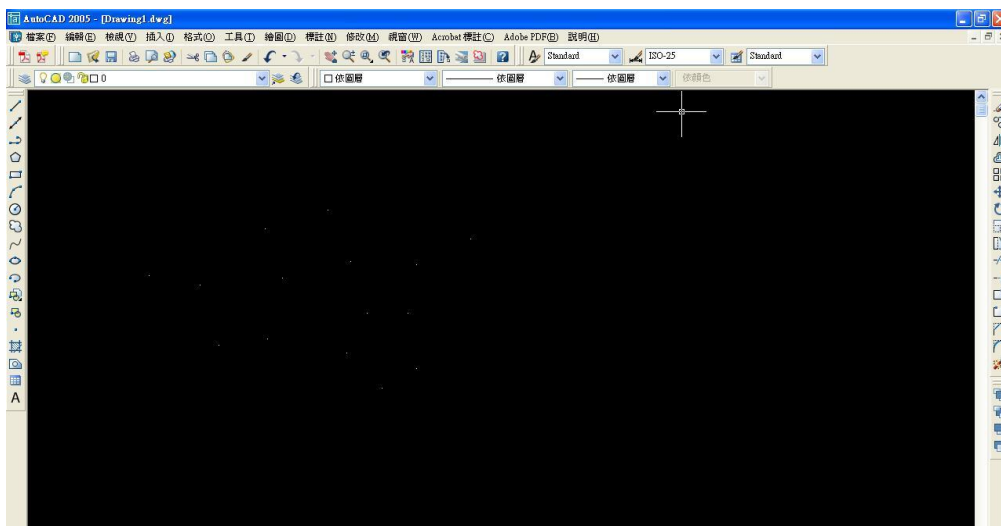 AutoCAD 2005 - [Drawing1.dwg]
檔案(F) 編輯(E) 檢視(V) 插入(I) 格式(O) 工具(T) 繪圖(D) 標註(N) 修改(M) 視窗(W) Acrobat 標註(C) Adobe PDF(B) 說明(H)
Standard ISO-25 Standard
0 依圖層 依圖層 依圖層 依顏色
A